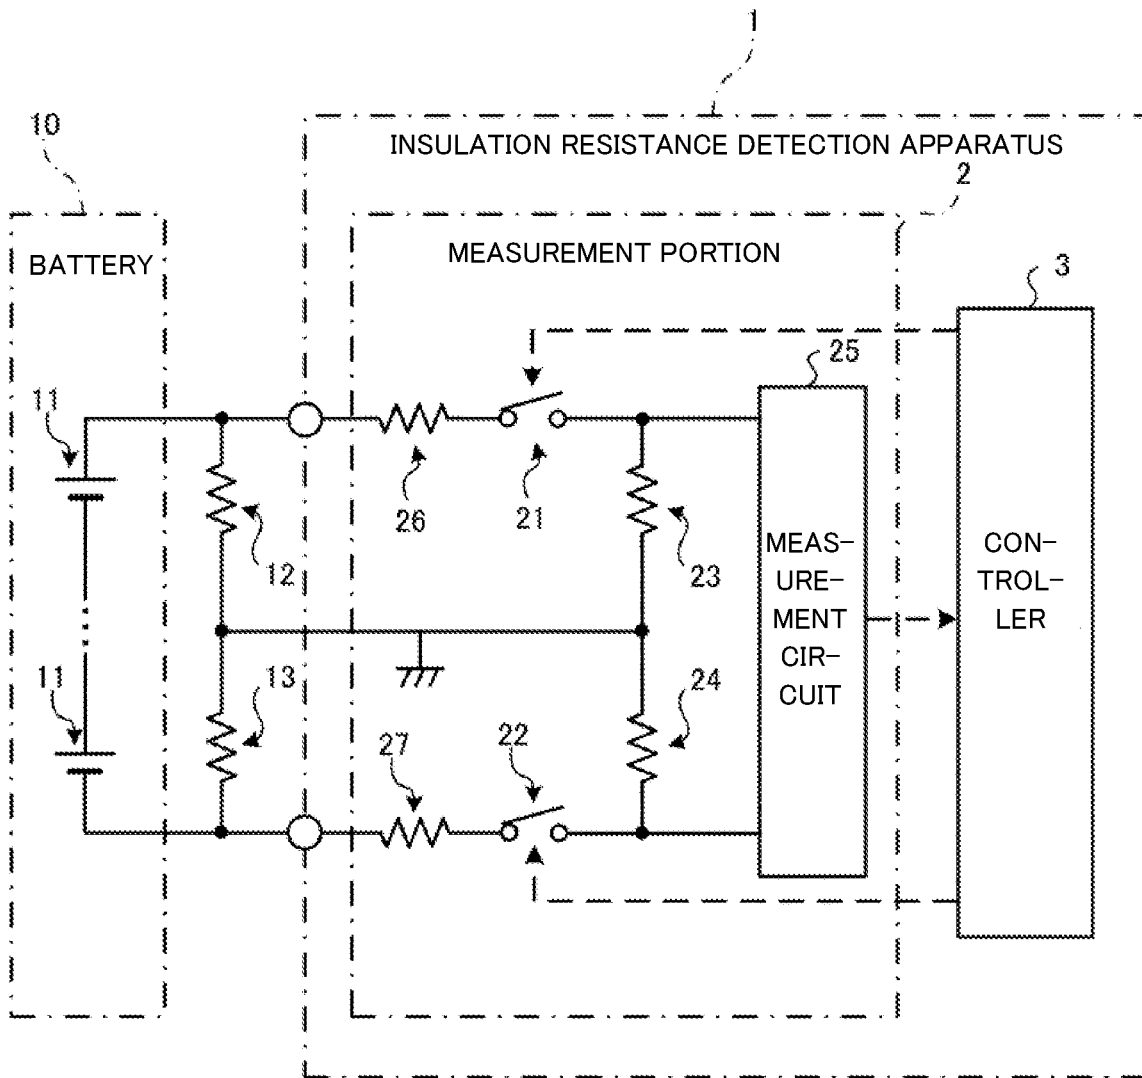 1
10
INSULATION RESISTANCE DETECTION APPARATUS
2
BATTERY
MEASUREMENT PORTION
3
25
11
26
21
12
23
MEAS-
URE-
MENT
CIR-
CUIT
CON-
TROL-
LER
11
13
24
27
22